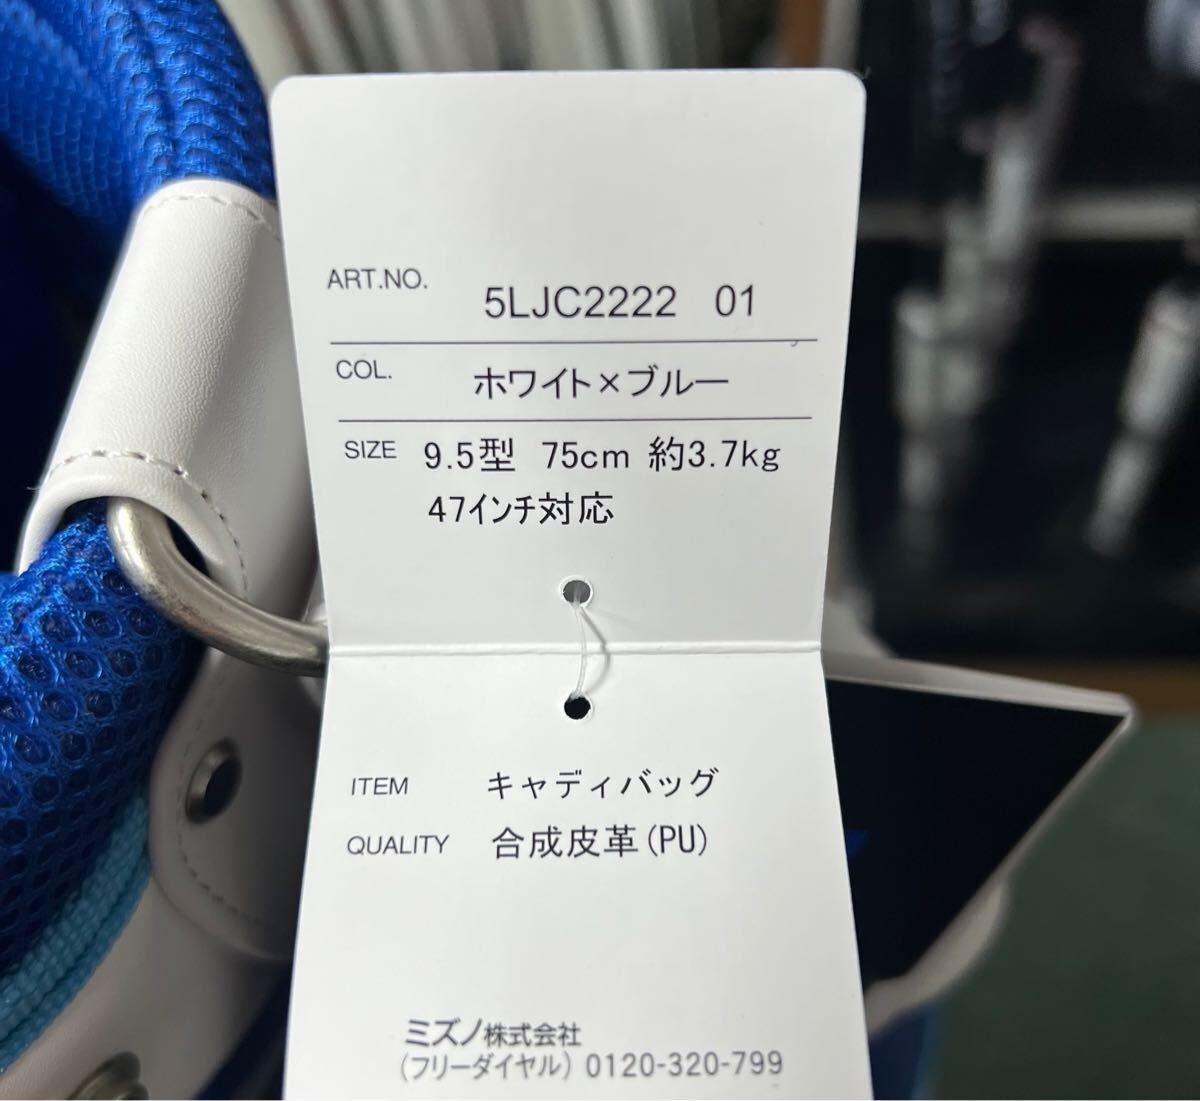 ART.NO. 5LJC2222 01
COL. ホワイト×ブルー
SIZE 9.5型 75cm 約3.7kg
47インチ対応
ITEM キャディバッグ
QUALITY 合成皮革(PU)
ミズノ株式会社
(フリーダイヤル) 0120-320-799